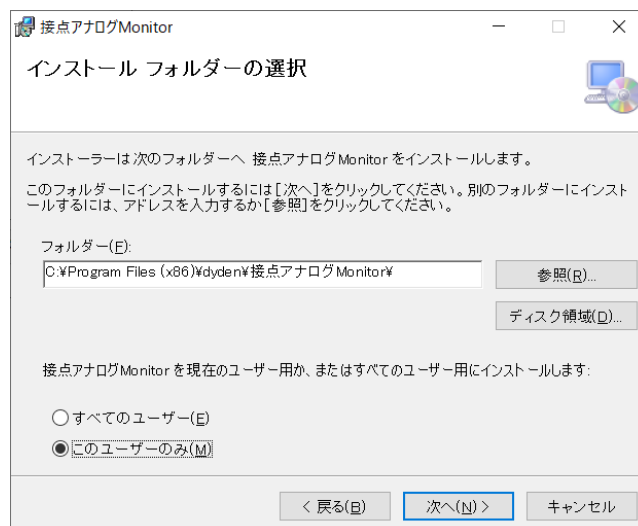 接点アナログMonitor
インストール フォルダーの選択
インストーラーは次のフォルダーへ 接点アナログMonitor をインストールします。
このフォルダーにインストールするには[次へ]をクリックしてください。別のフォルダーにインスト
ールするには、アドレスを入力するか[参照]をクリックしてください。
フォルダー(F):
C:¥Program Files (x86)¥dyden¥接点アナログMonitor¥
参照(R)...
ディスク領域(D)...
接点アナログMonitor を現在のユーザー用か、またはすべてのユーザー用にインストールします:
すべてのユーザー(E)
このユーザーのみ(M)
< 戻る(B)
次へ(N) >
キャンセル